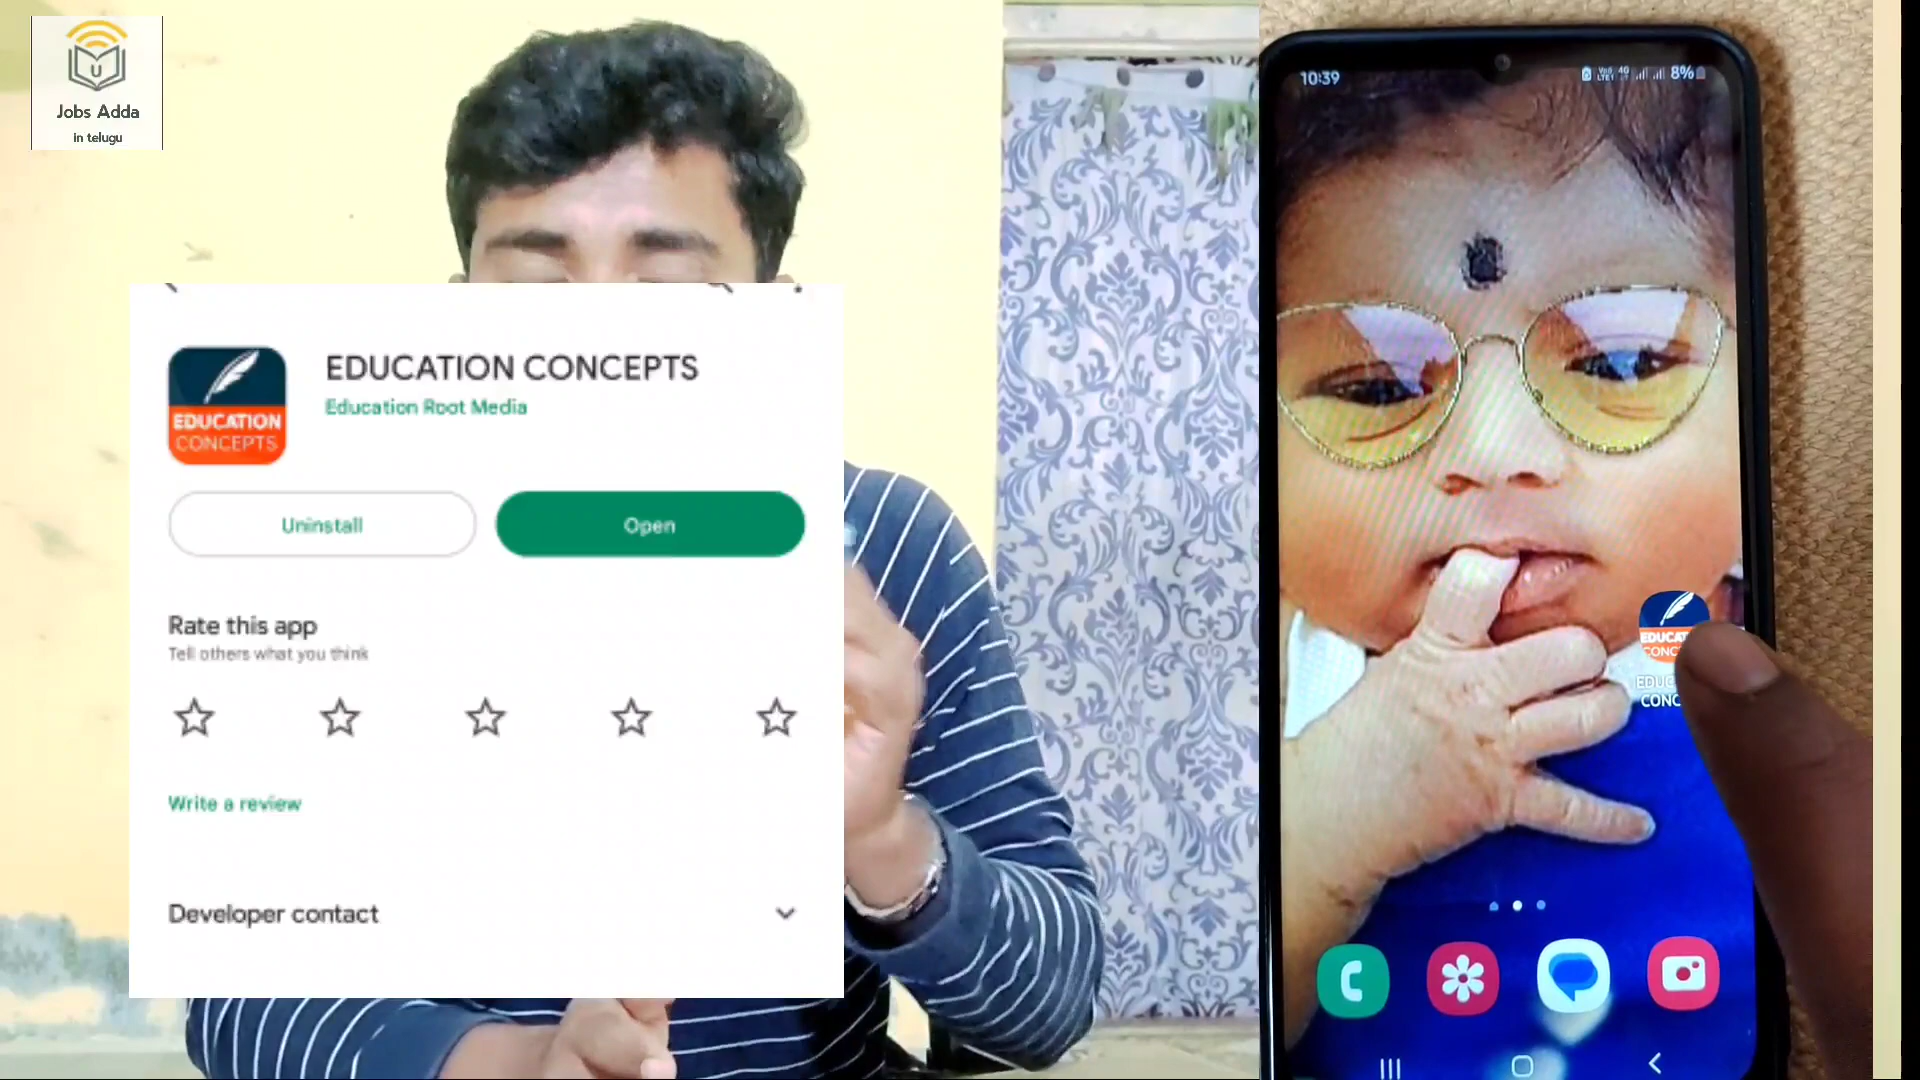 Jobs Adda
in telugu
EDUCATION CONCEPTS
Education Root Media
EDUCATION
CONCEPTS
Uninstall
Open
Rate this app
Tell others what you think
Write a review
Developer contact
10:39
4G
8%